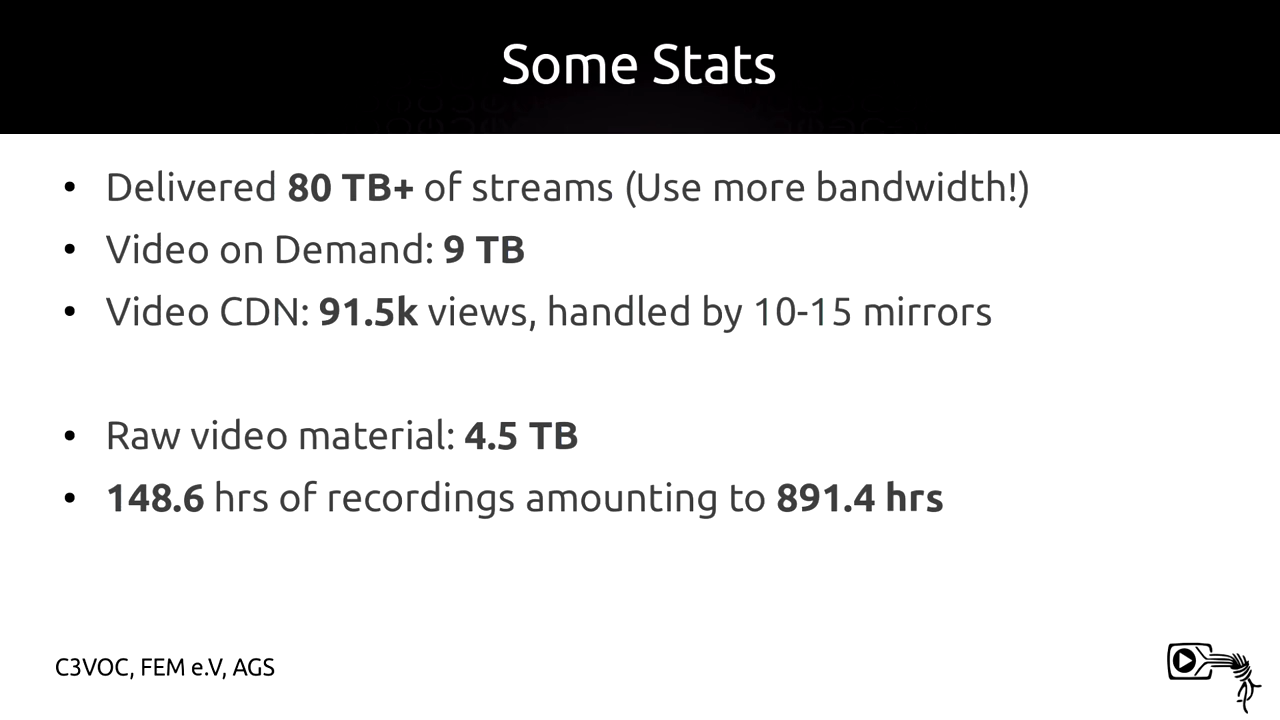 Some Stats
• Delivered 80 TB+ of streams (Use more bandwidth!)
• Video on Demand: 9 TB
• Video CDN: 91.5k views, handled by 10-15 mirrors
• Raw video material: 4.5 TB
• 148.6 hrs of recordings amounting to 891.4 hrs
C3VOC, FEM e.V, AGS